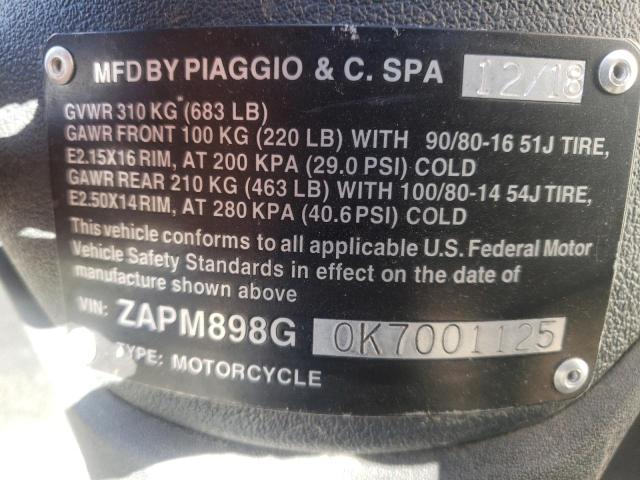 MFD BY PIAGGIO & C. SPA 12/18
GVWR 310 KG (683 LB)
GAWR FRONT 100 KG (220 LB) WITH 90/80-16 51J TIRE,
E2.15X16 RIM, AT 200 KPA (29.0 PSI) COLD
GAWR REAR 210 KG (463 LB) WITH 100/80-14 54J TIRE,
E2.50X14 RIM, AT 280 KPA (40.6 PSI) COLD
This vehicle conforms to all applicable U.S. Federal Motor
Vehicle Safety Standards in effect on the date of
manufacture shown above
VIN: ZAPM898G 0K7001125
TYPE: MOTORCYCLE